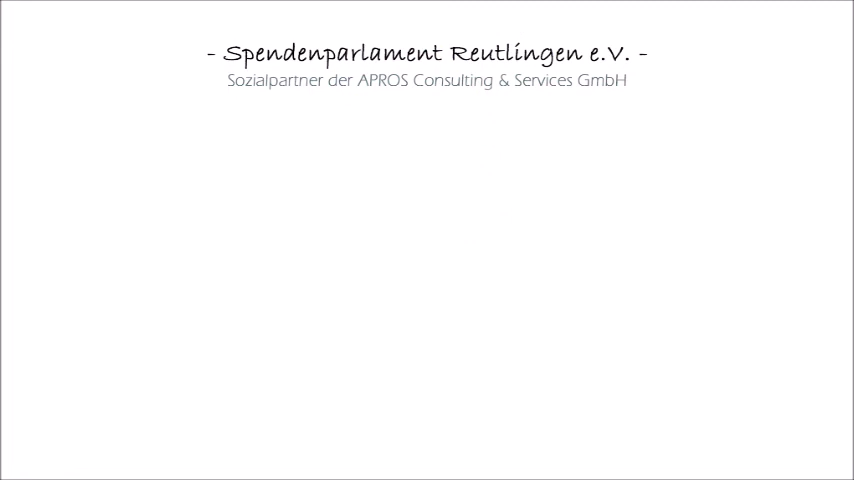 - Spendenparlament Reutlingen e.V. -
Sozialpartner der APROS Consulting & Services GmbH